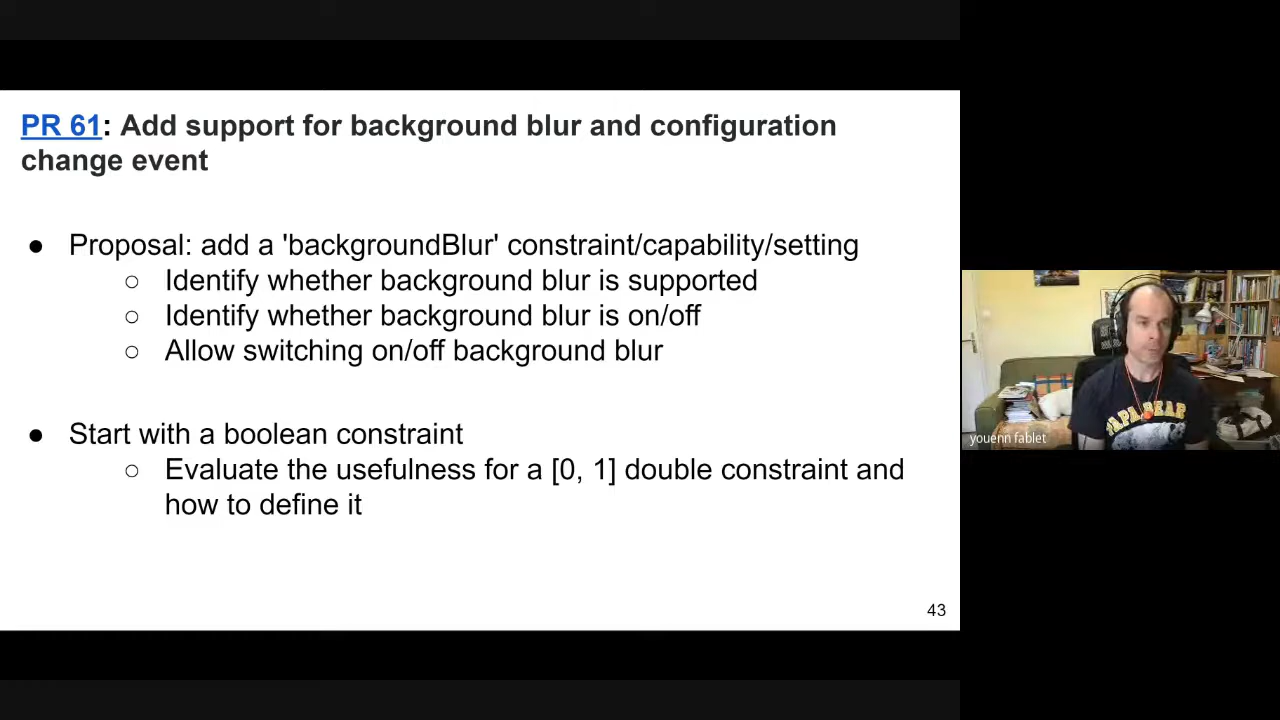 PR 61: Add support for background blur and configuration
change event
● Proposal: add a 'backgroundBlur' constraint/capability/setting
○ Identify whether background blur is supported
○ Identify whether background blur is on/off
○ Allow switching on/off background blur
● Start with a boolean constraint
○ Evaluate the usefulness for a [0, 1] double constraint and
how to define it
43
PAPA BEAR
youenn fablet